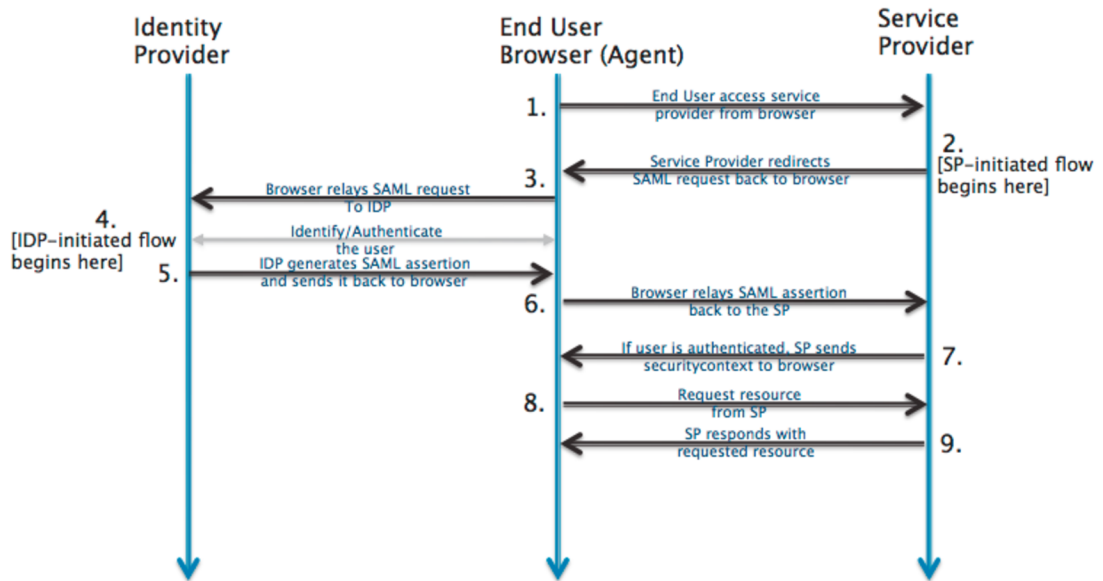 Identity
Provider
End User
Browser (Agent)
Service
Provider
1.
End User access service
provider from browser
2.
[SP-initiated flow
begins here]
Service Provider redirects
SAML request back to browser
3.
Browser relays SAML request
To IDP
4.
[IDP-initiated flow
begins here]
Identify/Authenticate
the user
5.
IDP generates SAML assertion
and sends it back to browser
6.
Browser relays SAML assertion
back to the SP
If user is authenticated, SP sends
securitycontext to browser
7.
8.
Request resource
from SP
SP responds with
requested resource
9.